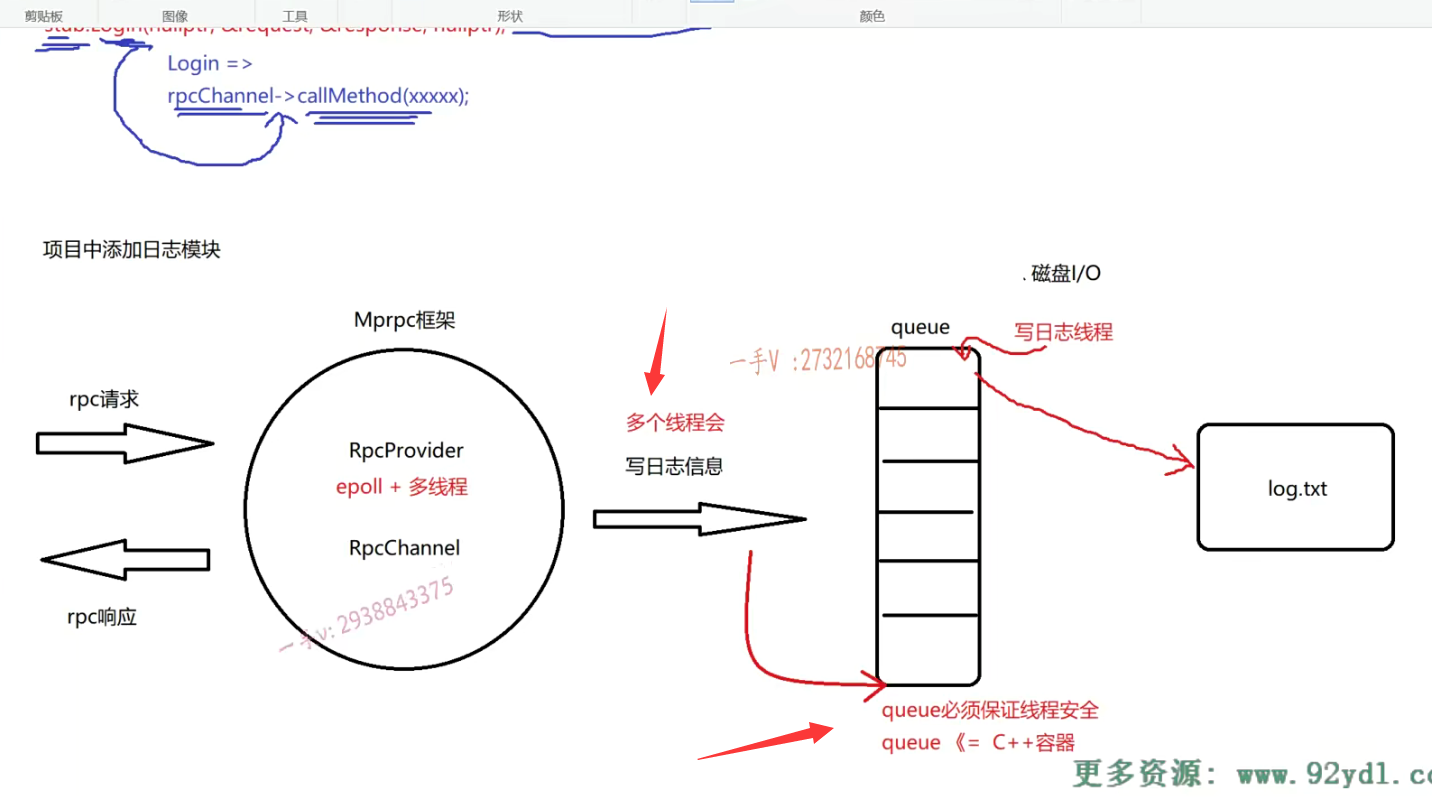 剪贴板
图像
工具
形状
颜色
stub.Login(nullptr, &request, &response, nullptr);
Login =>
rpcChannel->callMethod(xxxxx);
项目中添加日志模块
. 磁盘I/O
Mprpc框架
queue
写日志线程
一手V :2732168745
rpc请求
多个线程会
写日志信息
RpcProvider
epoll + 多线程
log.txt
RpcChannel
rpc响应
一手v: 2938843375
queue必须保证线程安全
queue 《= C++容器
更多资源: www.92ydl.co